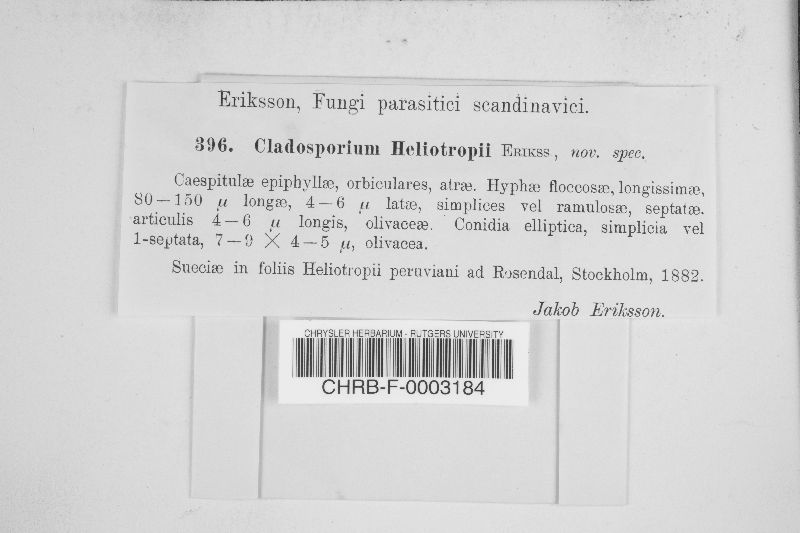 Eriksson, Fungi parasitici scandinavici.
396. Cladosporium Heliotropii ERIKSS, nov. spec.
Caespitulæ epiphyllæ, orbiculares, atræ. Hyphæ floccosæ, longissimæ,
80—150 µ longæ, 4—6 µ latæ, simplices vel ramulosæ, septatæ.
articulis 4—6 µ longis, olivaceæ. Conidia elliptica, simplicia vel
1-septata, 7—9 × 4—5 µ, olivacea.
Sueciæ in foliis Heliotropii peruviani ad Rosendal, Stockholm, 1882.
Jakob Eriksson.
CHRYSLER HERBARIUM - RUTGERS UNIVERSITY
CHRB-F-0003184